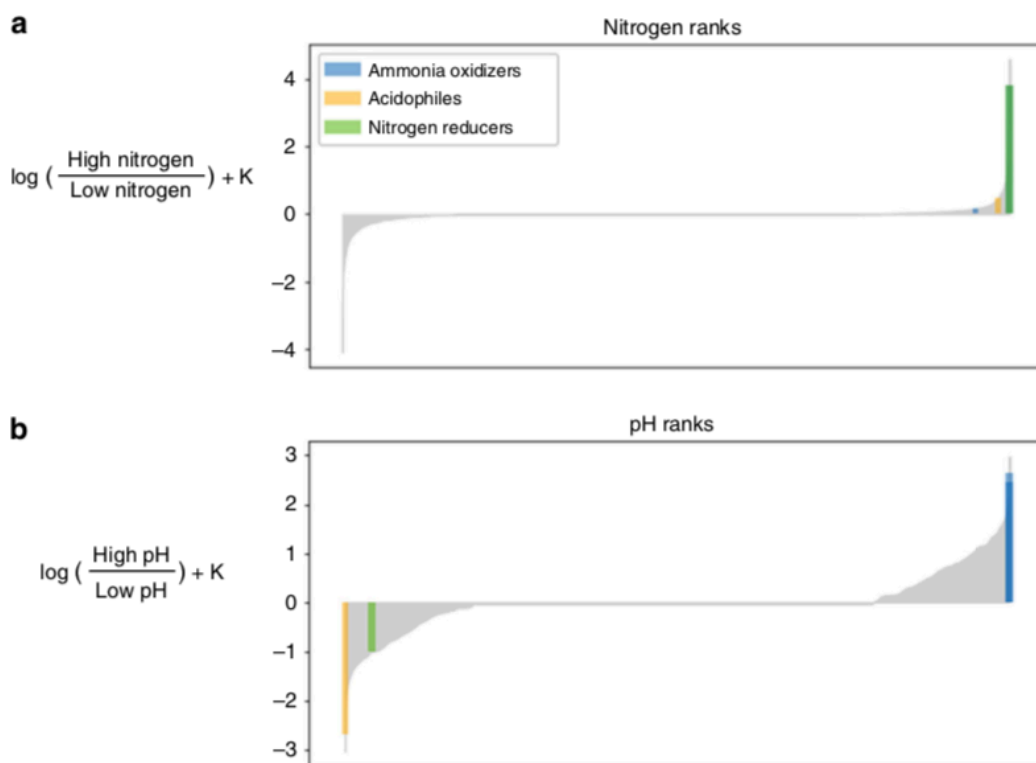 a
Nitrogen ranks
4
2
0
−2
−4
Ammonia oxidizers
Acidophiles
Nitrogen reducers
log ( High nitrogen / Low nitrogen ) + K
b
pH ranks
3
2
1
0
−1
−2
−3
log ( High pH / Low pH ) + K